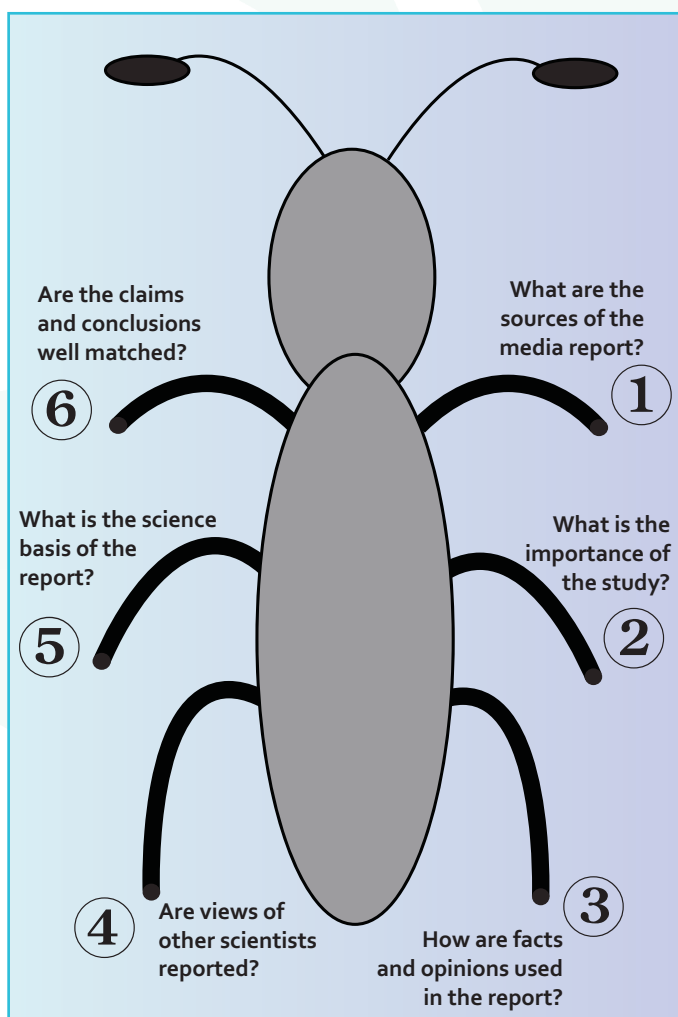 What are the
sources of the
media report?
1
What is the
importance of
the study?
2
How are facts
and opinions used
in the report?
3
Are views of
other scientists
reported?
4
What is the science
basis of the
report?
5
Are the claims
and conclusions
well matched?
6